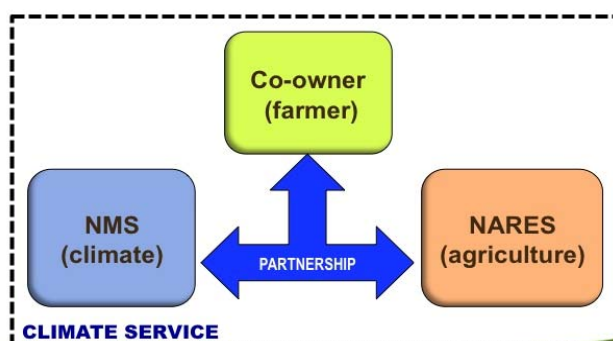 Co-owner
(farmer)
NMS
(climate)
PARTNERSHIP
NARES
(agriculture)
CLIMATE SERVICE